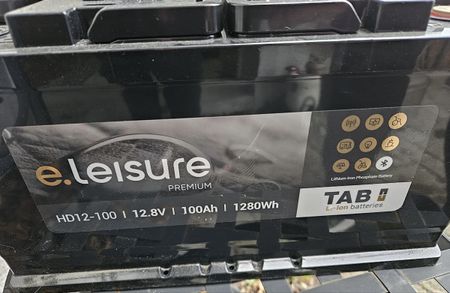 e.Leisure
PREMIUM
HD12-100 | 12.8V | 100Ah | 1280Wh
Lithium-Iron Phosphate Battery
TAB
Li-Ion batteries